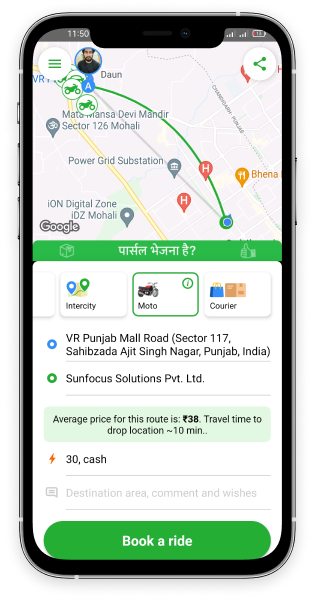 11:50
Daun
VR P
A
Mata Mansa Devi Mandir
Sector 126 Mohali
CHANDIGARH - PUNJAB
Power Grid Substation
H
H
Bhena
iON Digital Zone
iDZ Mohali
Google
पार्सल भेजना है?
Intercity
Moto
i
Courier
VR Punjab Mall Road (Sector 117,
Sahibzada Ajit Singh Nagar, Punjab, India)
Sunfocus Solutions Pvt. Ltd.
Average price for this route is: ₹38. Travel time to
drop location ~10 min..
30, cash
Destination area, comment and wishes
Book a ride